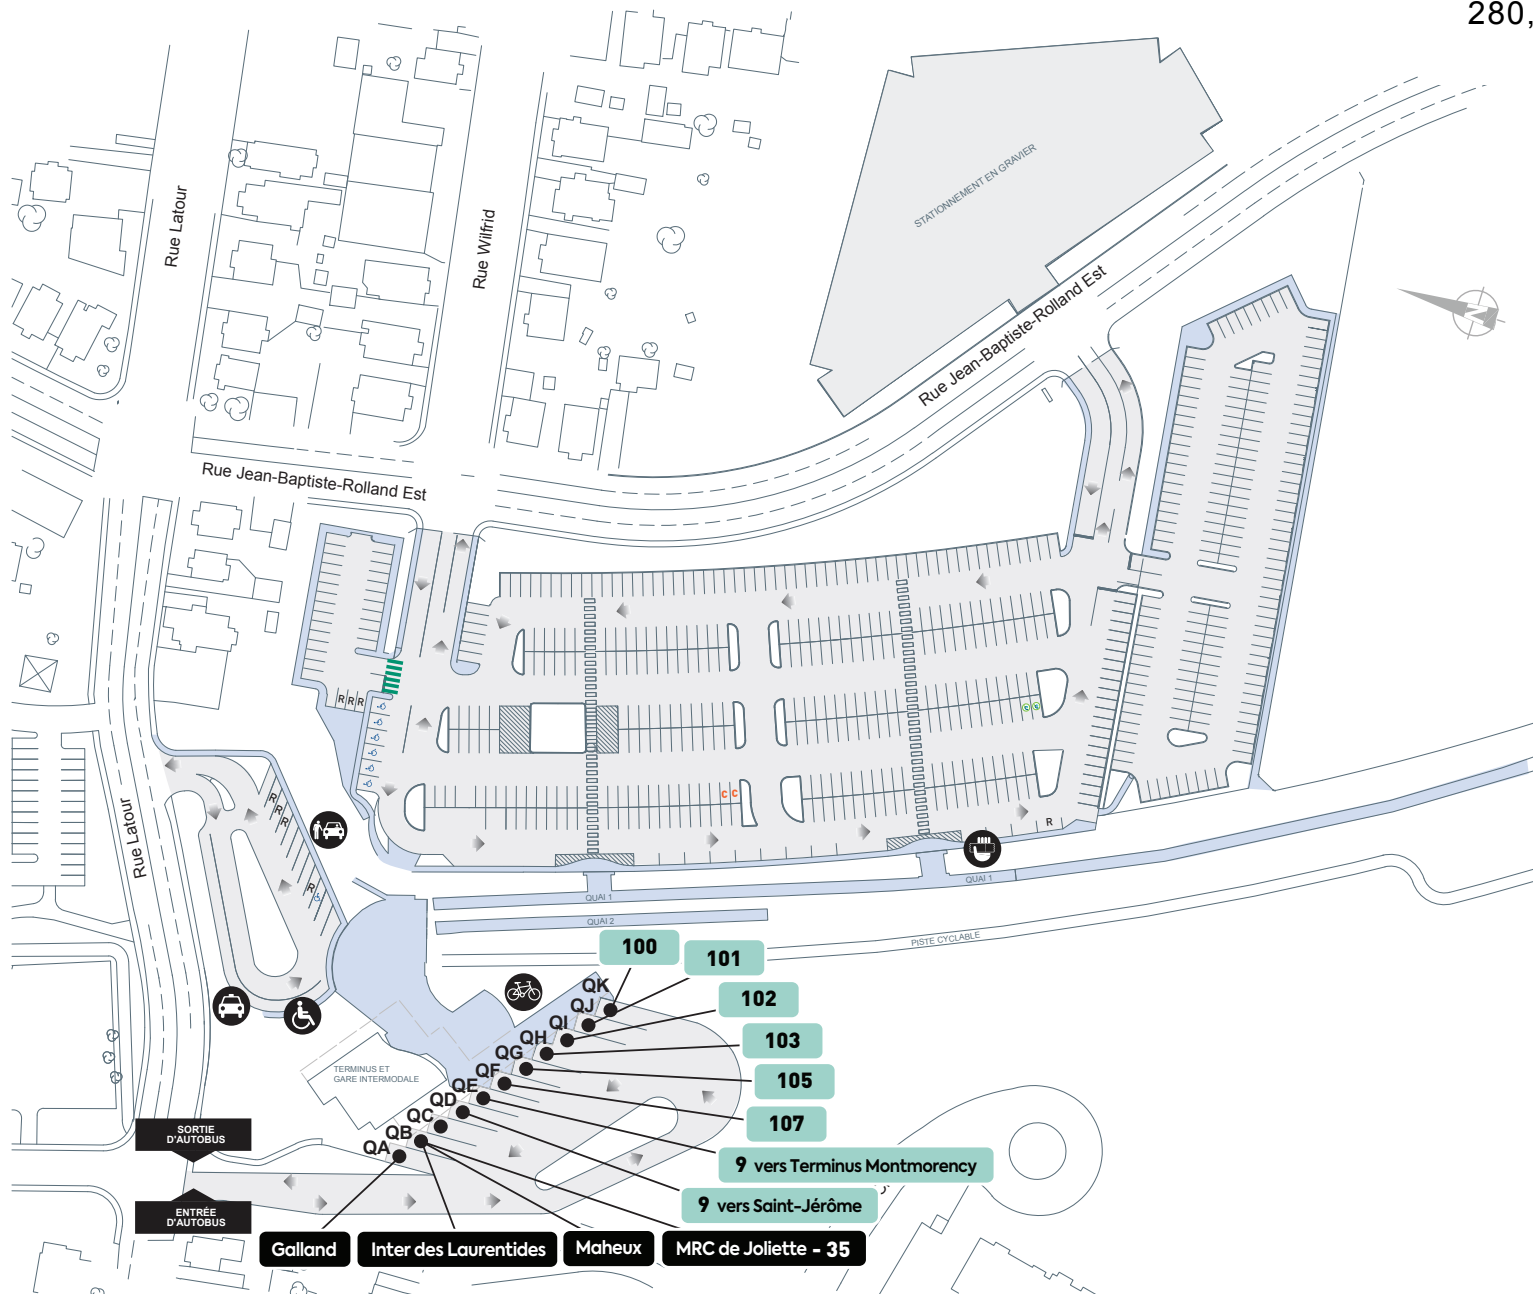 280,
STATIONNEMENT EN GRAVIER
Rue Latour
Rue Wilfrid
Rue Jean-Baptiste-Rolland Est
N
Rue Jean-Baptiste-Rolland Est
R R R
C C
R
R
R
R
Rue Latour
R
QUAI 1
QUAI 1
QUAI 2
PISTE CYCLABLE
100
101
102
103
105
107
9 vers Terminus Montmorency
9 vers Saint-Jérôme
QK
QJ
QI
QH
QG
QF
QE
QD
QC
QB
QA
TERMINUS ET
GARE INTERMODALE
SORTIE
D'AUTOBUS
ENTRÉE
D'AUTOBUS
Galland
Inter des Laurentides
Maheux
MRC de Joliette - 35